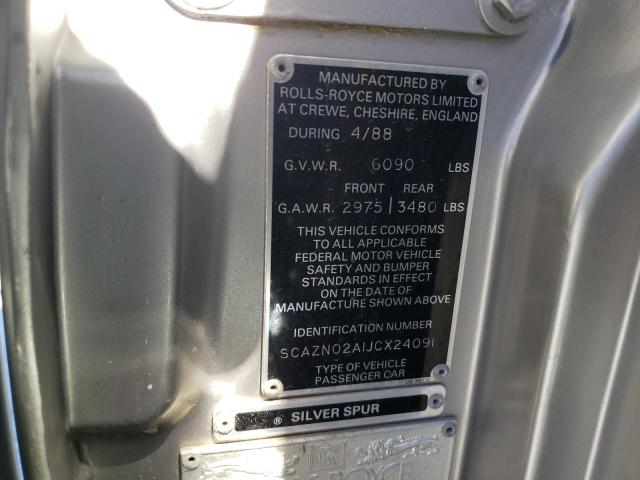 MANUFACTURED BY
ROLLS-ROYCE MOTORS LIMITED
AT CREWE, CHESHIRE, ENGLAND
DURING 4/88
G.V.W.R. 6090 LBS
FRONT REAR
G.A.W.R. 2975 | 3480 LBS
THIS VEHICLE CONFORMS
TO ALL APPLICABLE
FEDERAL MOTOR VEHICLE
SAFETY AND BUMPER
STANDARDS IN EFFECT
ON THE DATE OF
MANUFACTURE SHOWN ABOVE
IDENTIFICATION NUMBER
SCAZN02A1JCX24091
TYPE OF VEHICLE
PASSENGER CAR
® SILVER SPUR
RR
ROYCE